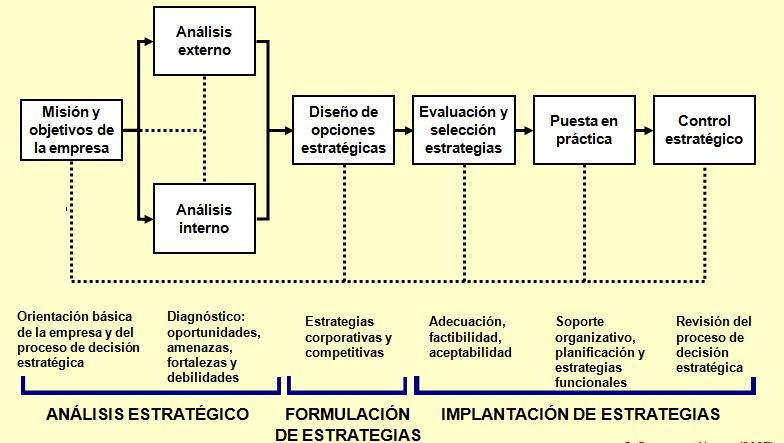 Análisis
externo
Misión y
objetivos de
la empresa
Análisis
interno
Diseño de
opciones
estratégicas
Evaluación y
selección
estrategias
Puesta en
práctica
Control
estratégico
Orientación básica
de la empresa y del
proceso de decisión
estratégica
Diagnóstico:
oportunidades,
amenazas,
fortalezas y
debilidades
Estrategias
corporativas y
competitivas
Adecuación,
factibilidad,
aceptabilidad
Soporte
organizativo,
planificación y
estrategias
funcionales
Revisión del
proceso de
decisión
estratégica
ANÁLISIS ESTRATÉGICO
FORMULACIÓN
DE ESTRATEGIAS
IMPLANTACIÓN DE ESTRATEGIAS